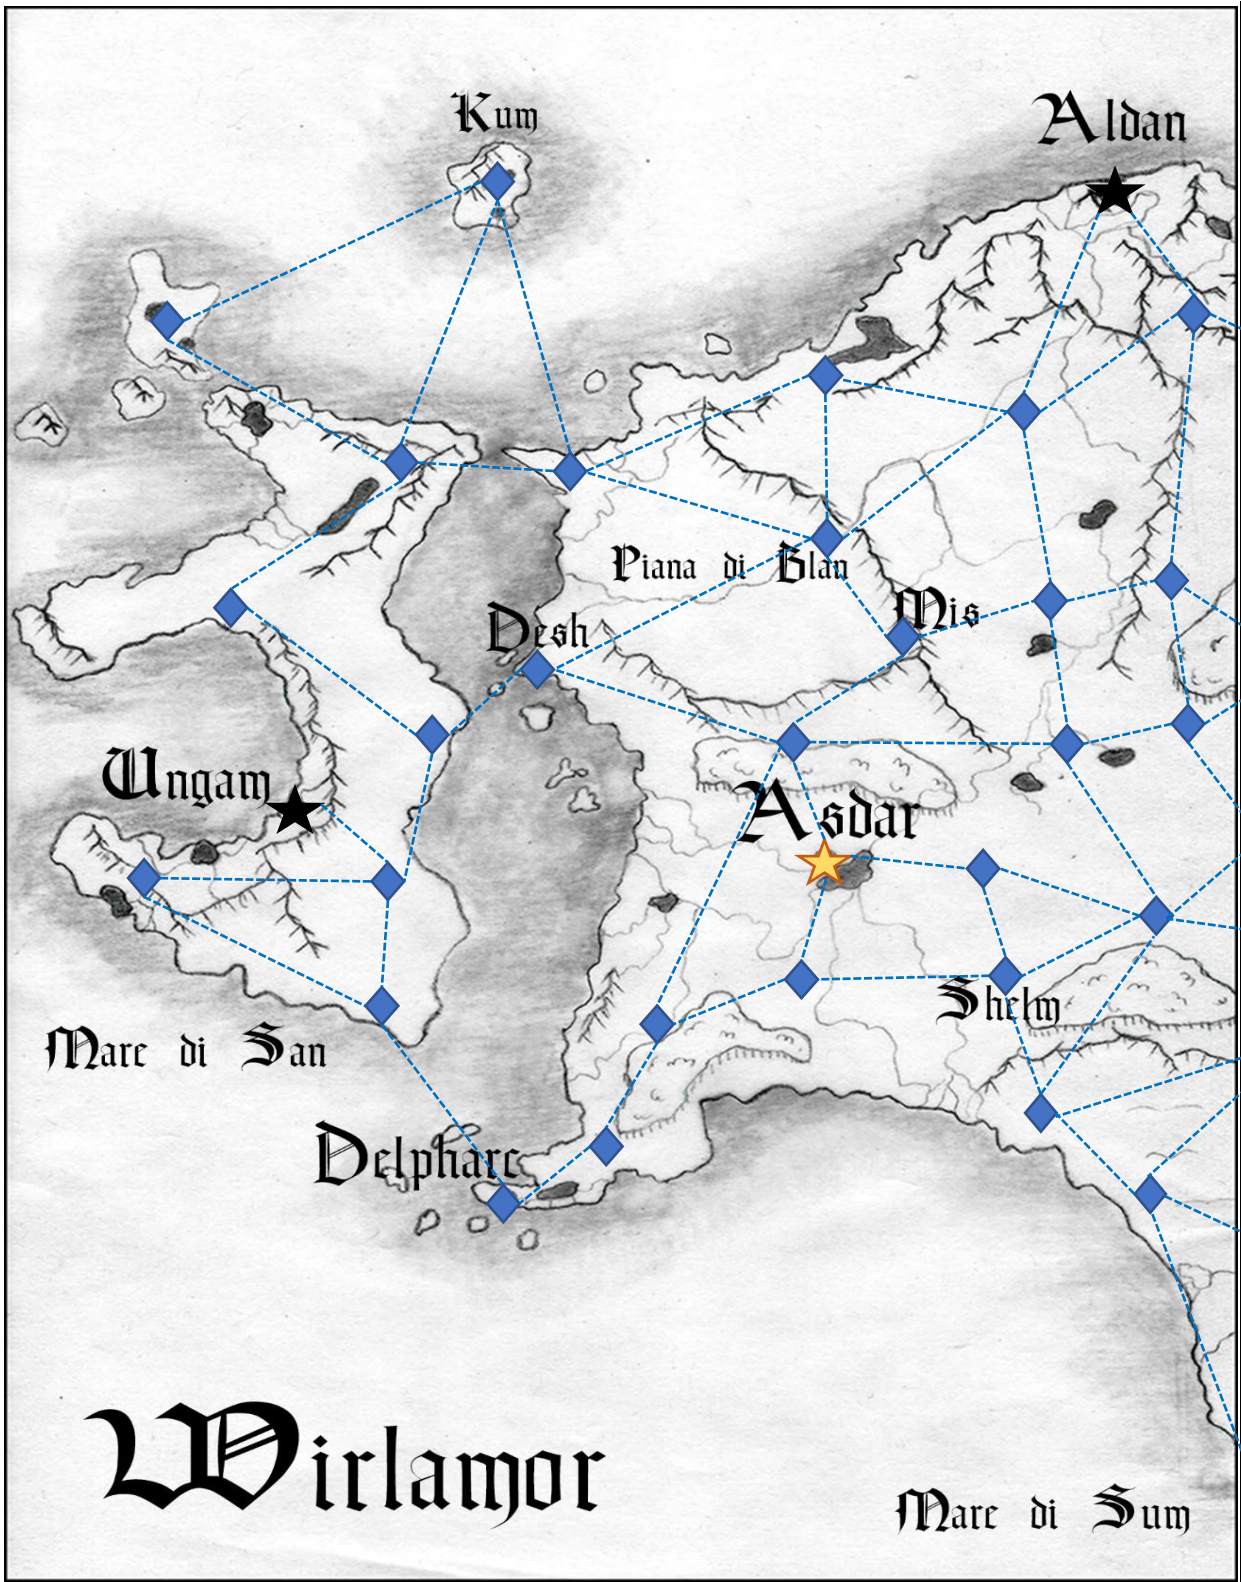 Kum
Aldan
Piana di Blan
Mis
Desh
Ungam
Asdar
Shelm
Mare di San
Delpharc
Wirlamor
Mare di Sum